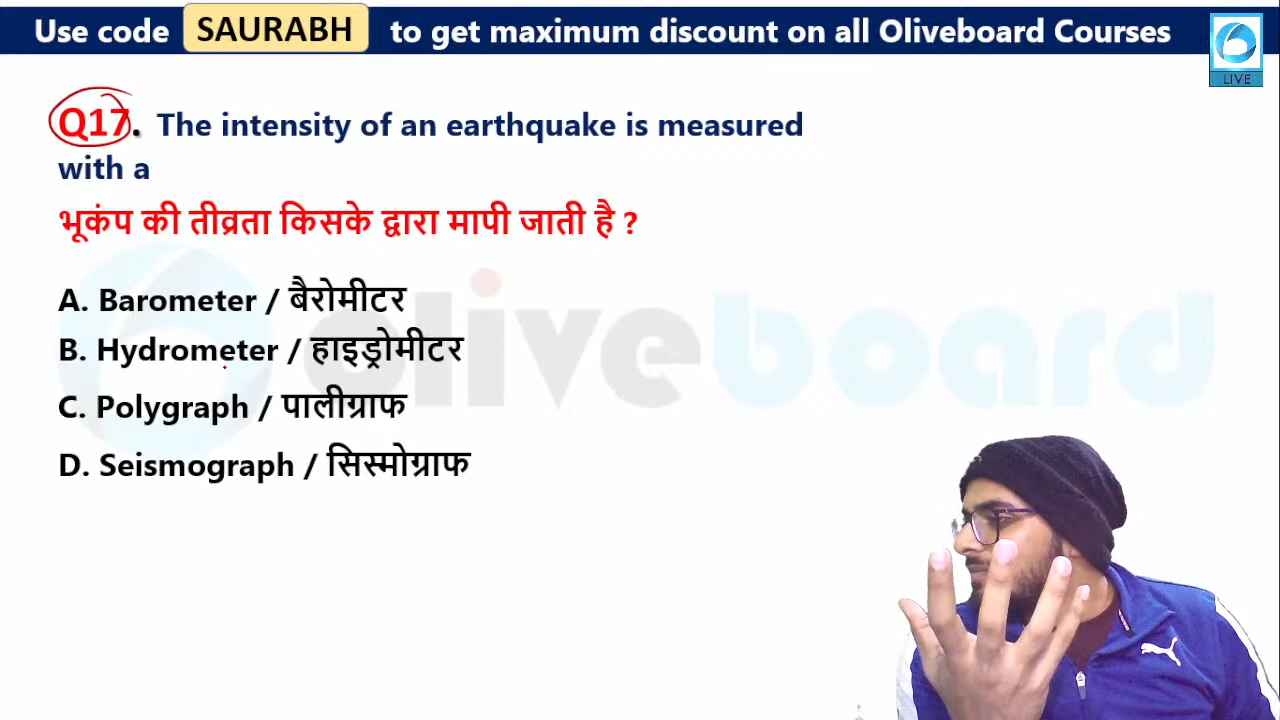 Use code SAURABH to get maximum discount on all Oliveboard Courses
LIVE
Q17. The intensity of an earthquake is measured
with a
भूकंप की तीव्रता किसके द्वारा मापी जाती है ?
A. Barometer / बैरोमीटर
B. Hydrometer / हाइड्रोमीटर
C. Polygraph / पालीग्राफ
D. Seismograph / सिस्मोग्राफ
oliveboard